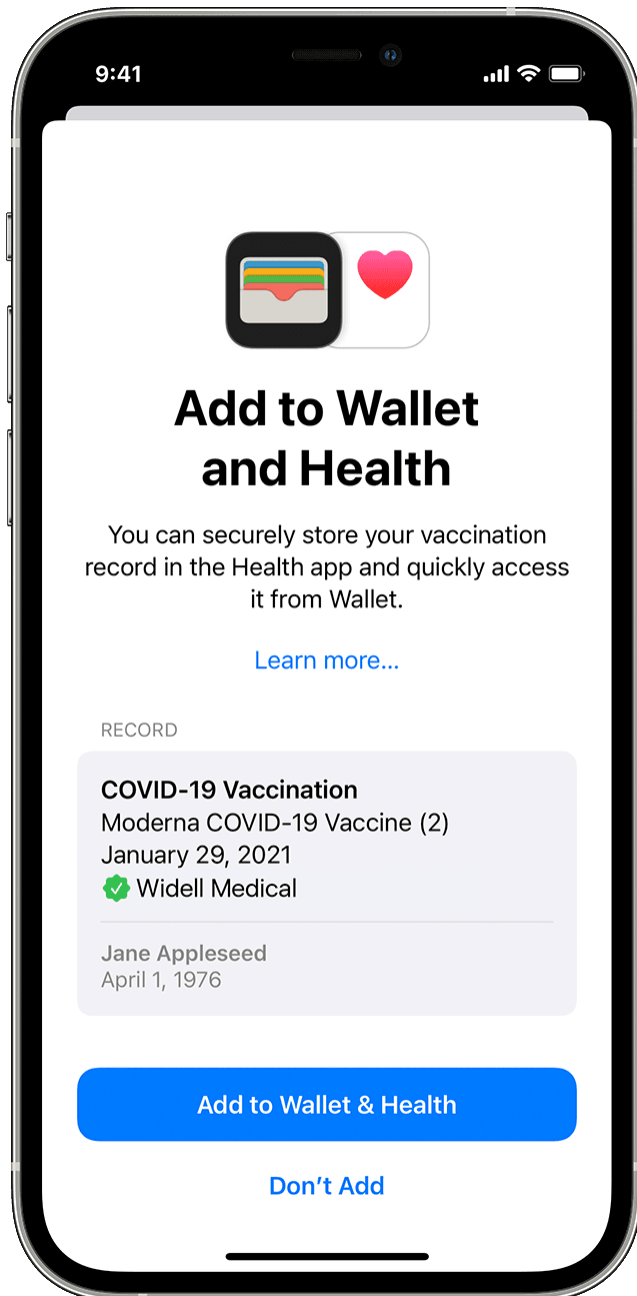 9:41
Add to Wallet
and Health
You can securely store your vaccination
record in the Health app and quickly access
it from Wallet.
Learn more...
RECORD
COVID-19 Vaccination
Moderna COVID-19 Vaccine (2)
January 29, 2021
Widell Medical
Jane Appleseed
April 1, 1976
Add to Wallet & Health
Don’t Add